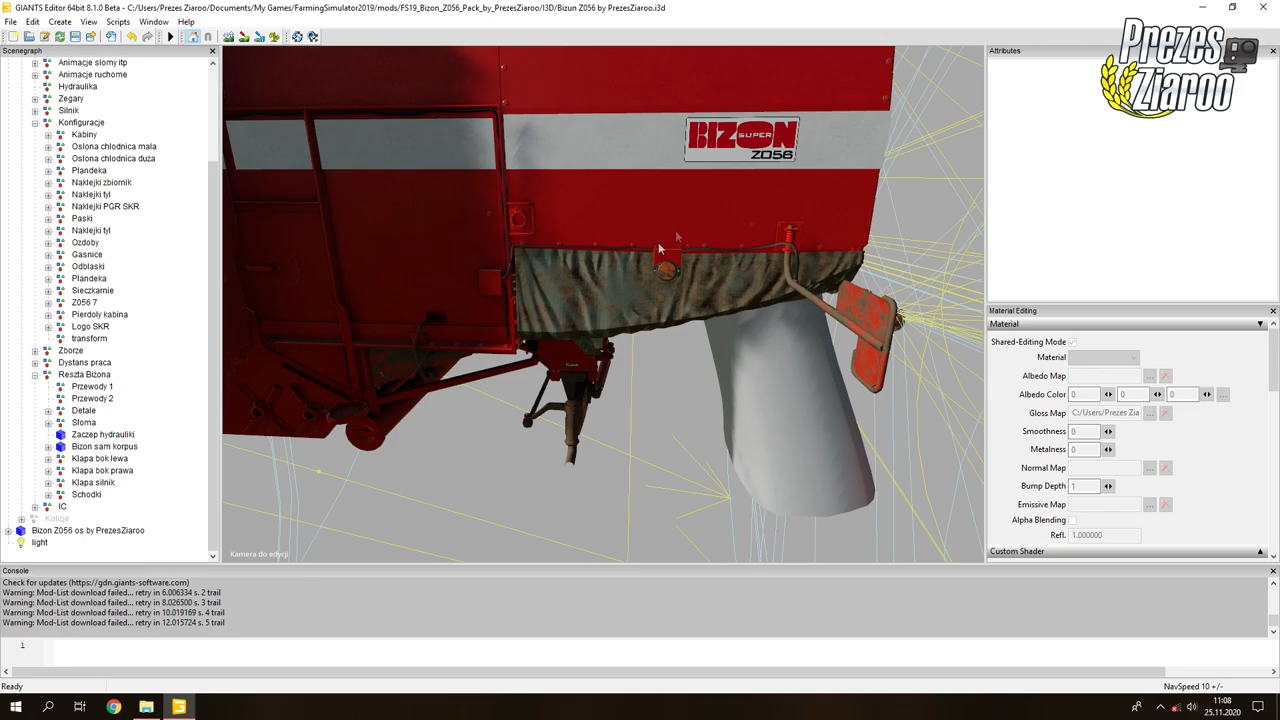 GIANTS Editor 64bit 8.1.0 Beta - C:/Users/Prezes Ziaroo/Documents/My Games/FarmingSimulator2019/mods/FS19_Bizon_Z056_Pack_by_PrezesZiaroo/I3D/Bizun Z056 by PrezesZiaroo.i3d
File Edit Create View Scripts Window Help
Scenegraph
Animacje slomy itp
Animacje ruchome
Hydraulika
Zegary
Silnik
Konfiguracje
Kabiny
Oslona chlodnica mala
Oslona chlodnica duza
Plandeka
Naklejki zbiornik
Naklejki tyl
Naklejki PGR SKR
Paski
Naklejki tyl
Ozdoby
Gasnice
Odblaski
Plandeka
Sieczkarnie
Z056 7
Pierdoly kabina
Logo SKR
transform
Zborze
Dystans praca
Reszta Bizona
Przewody 1
Przewody 2
Detale
Sloma
Zaczep hydrauliki
Bizon sam korpus
Klapa bok lewa
Klapa bok prawa
Klapa silnik
Schodki
IC
Kolizje
Bizon Z056 os by PrezesZiaroo
light
BIZON
SUPER
Z056
Kamera do edycji
Attributes
Prezes
Ziaroo
Material Editing
Material
Shared-Editing Mode
Material
Albedo Map ...
Albedo Color 0 0 0 ...
Gloss Map C:/Users/Prezes Zia ...
Smoothness 0
Metalness 0
Normal Map ...
Bump Depth 1
Emissive Map ...
Alpha Blending
Refl. 1.000000
Custom Shader
Console
Check for updates (https://gdn.giants-software.com)
Warning: Mod-List download failed... retry in 6.006334 s. 2 trail
Warning: Mod-List download failed... retry in 8.026500 s. 3 trail
Warning: Mod-List download failed... retry in 10.019169 s. 4 trail
Warning: Mod-List download failed... retry in 12.015724 s. 5 trail
1
Ready
NavSpeed 10 +/-
11:08
25.11.2020